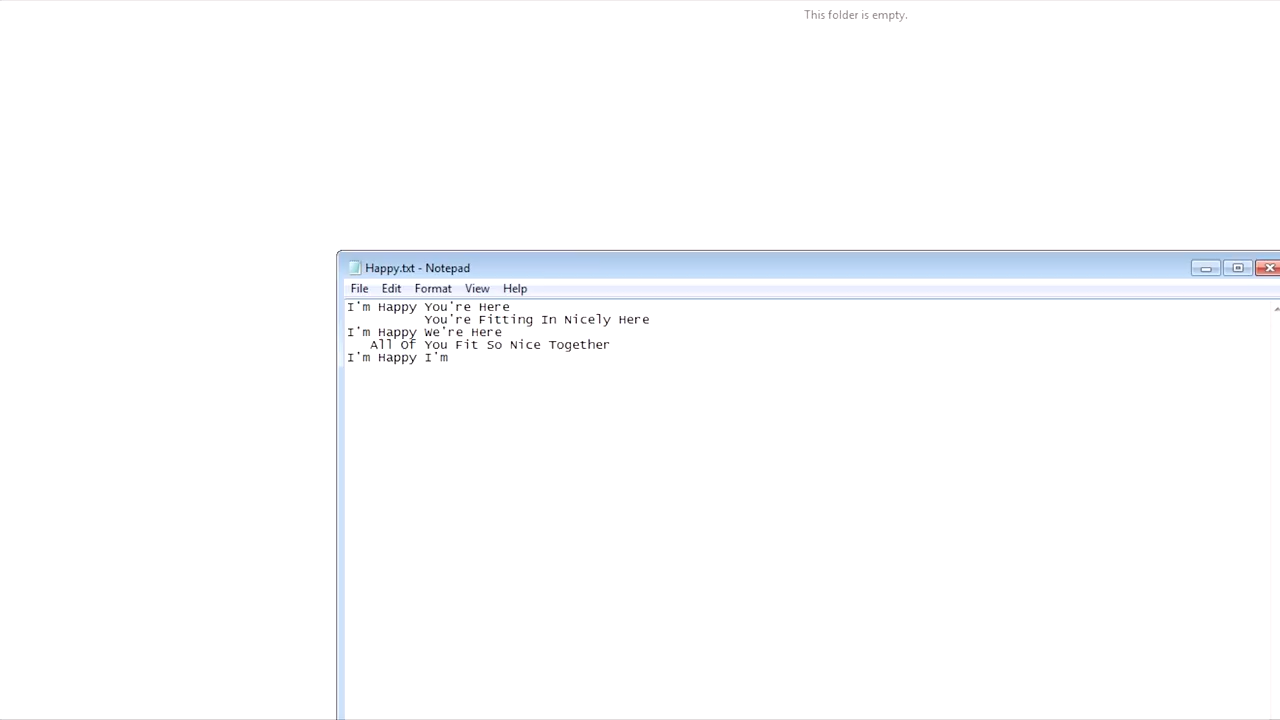 This folder is empty.
Happy.txt - Notepad
File Edit Format View Help
I'm Happy You're Here
You're Fitting In Nicely Here
I'm Happy We're Here
All Of You Fit So Nice Together
I'm Happy I'm